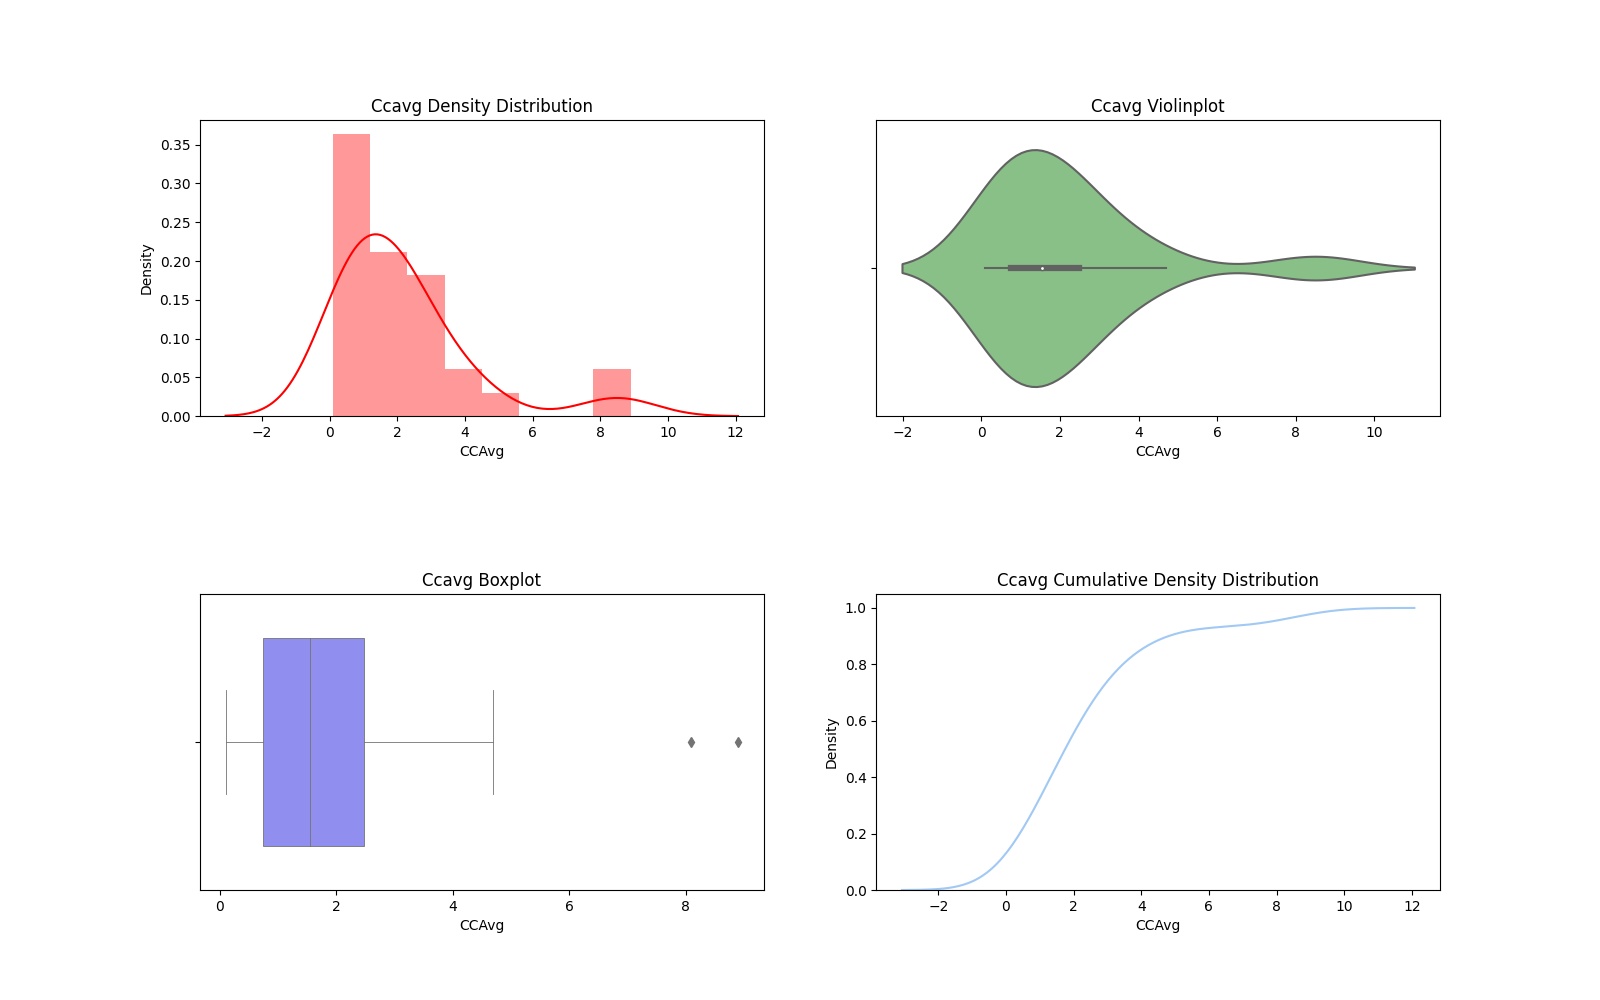 Ccavg Density Distribution
0.35
0.30
0.25
0.20
0.15
0.10
0.05
0.00
Density
−2 0 2 4 6 8 10 12
CCAvg
Ccavg Violinplot
−2 0 2 4 6 8 10
CCAvg
Ccavg Boxplot
0 2 4 6 8
CCAvg
Ccavg Cumulative Density Distribution
1.0
0.8
0.6
0.4
0.2
0.0
Density
−2 0 2 4 6 8 10 12
CCAvg